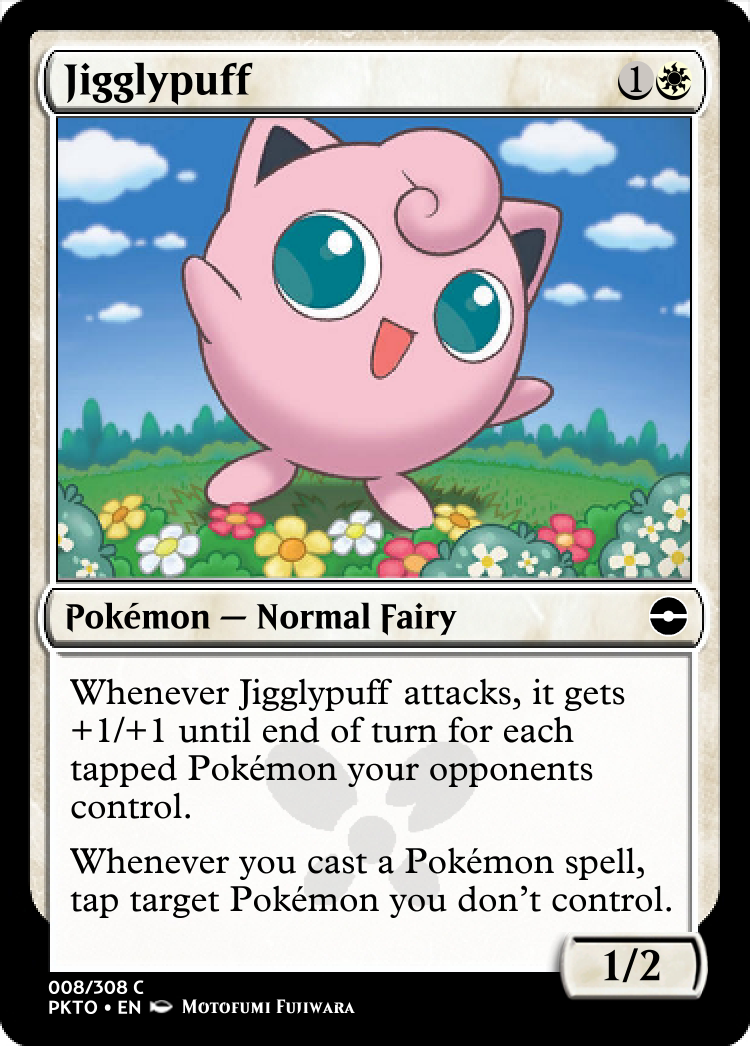 Jigglypuff 1
Pokémon — Normal Fairy
Whenever Jigglypuff attacks, it gets
+1/+1 until end of turn for each
tapped Pokémon your opponents
control.
Whenever you cast a Pokémon spell,
tap target Pokémon you don’t control.
1/2
008/308 C
PKTO • EN Motofumi Fujiwara